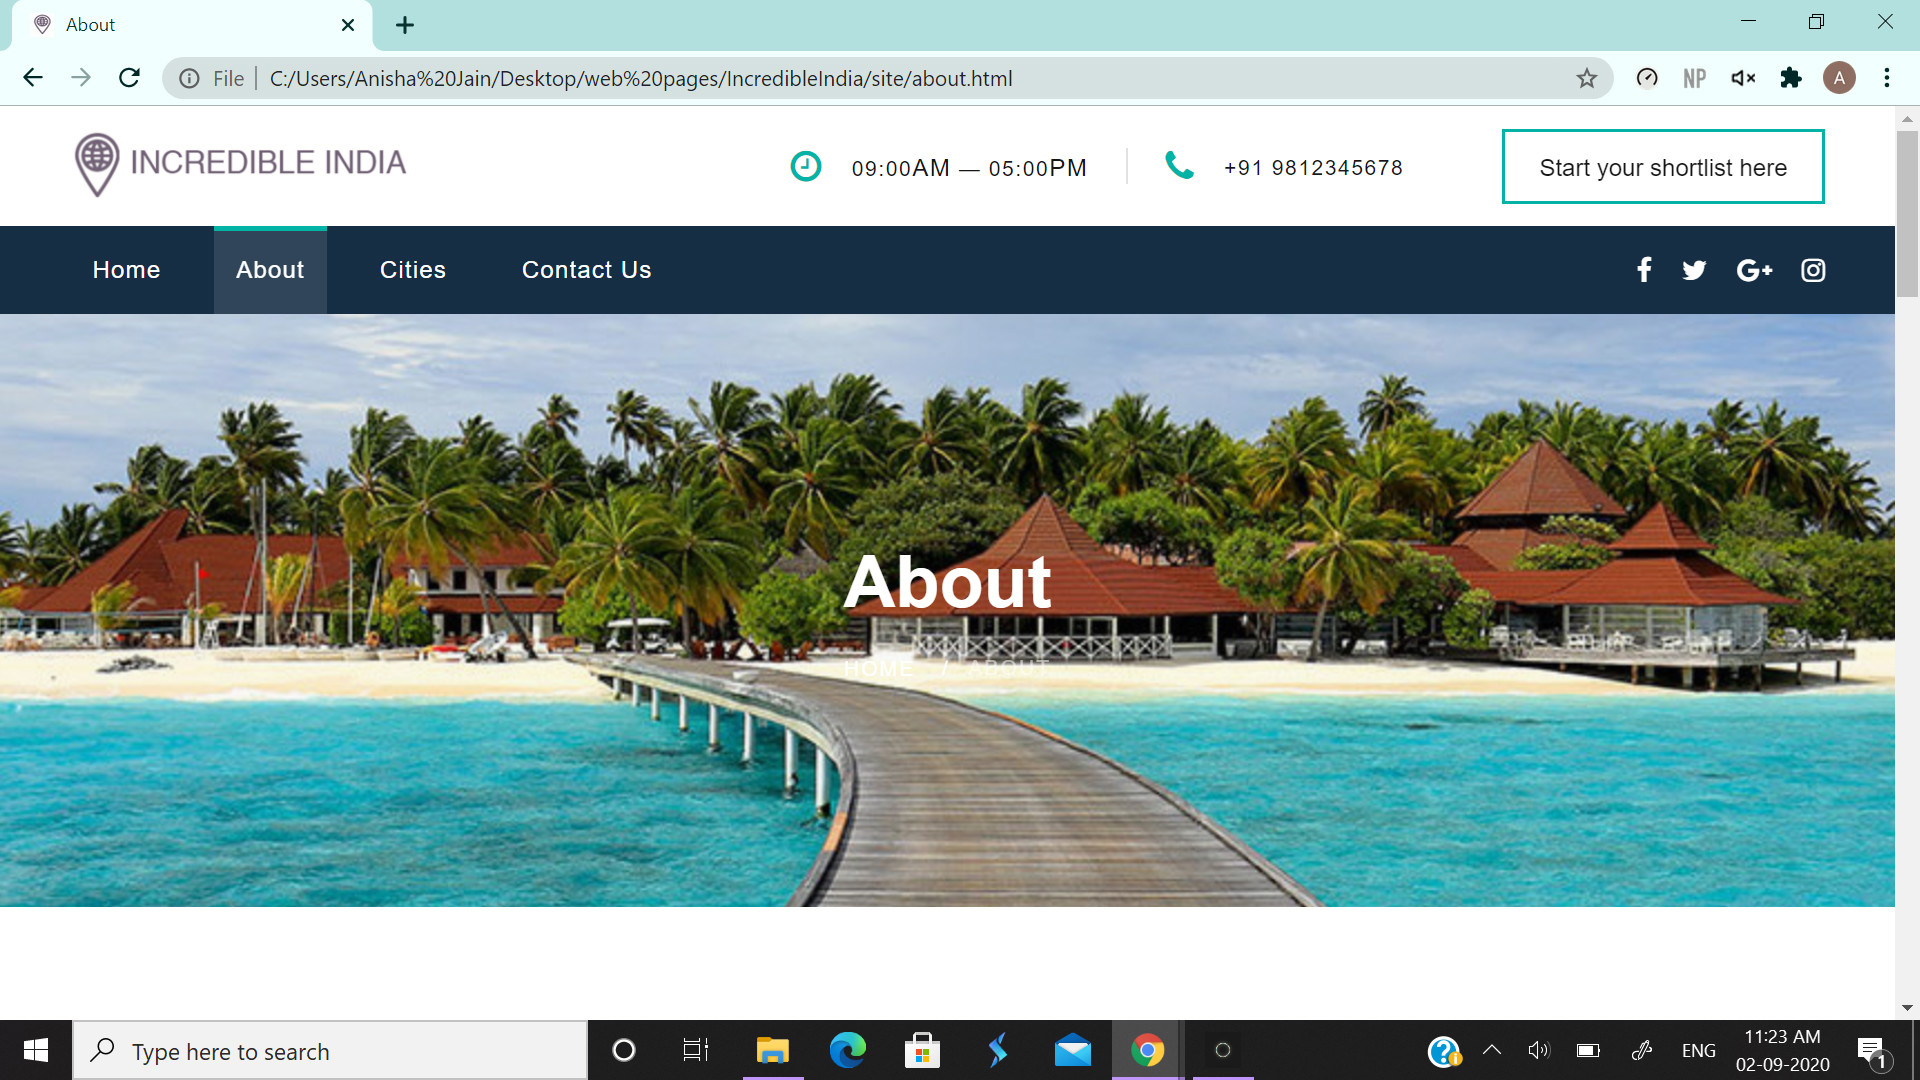 About
File
C:/Users/Anisha%20Jain/Desktop/web%20pages/IncredibleIndia/site/about.html
NP
A
INCREDIBLE INDIA
09:00AM — 05:00PM
+91 9812345678
Start your shortlist here
Home
About
Cities
Contact Us
G+
About
HOME / ABOUT
Type here to search
ENG
11:23 AM
02-09-2020
1